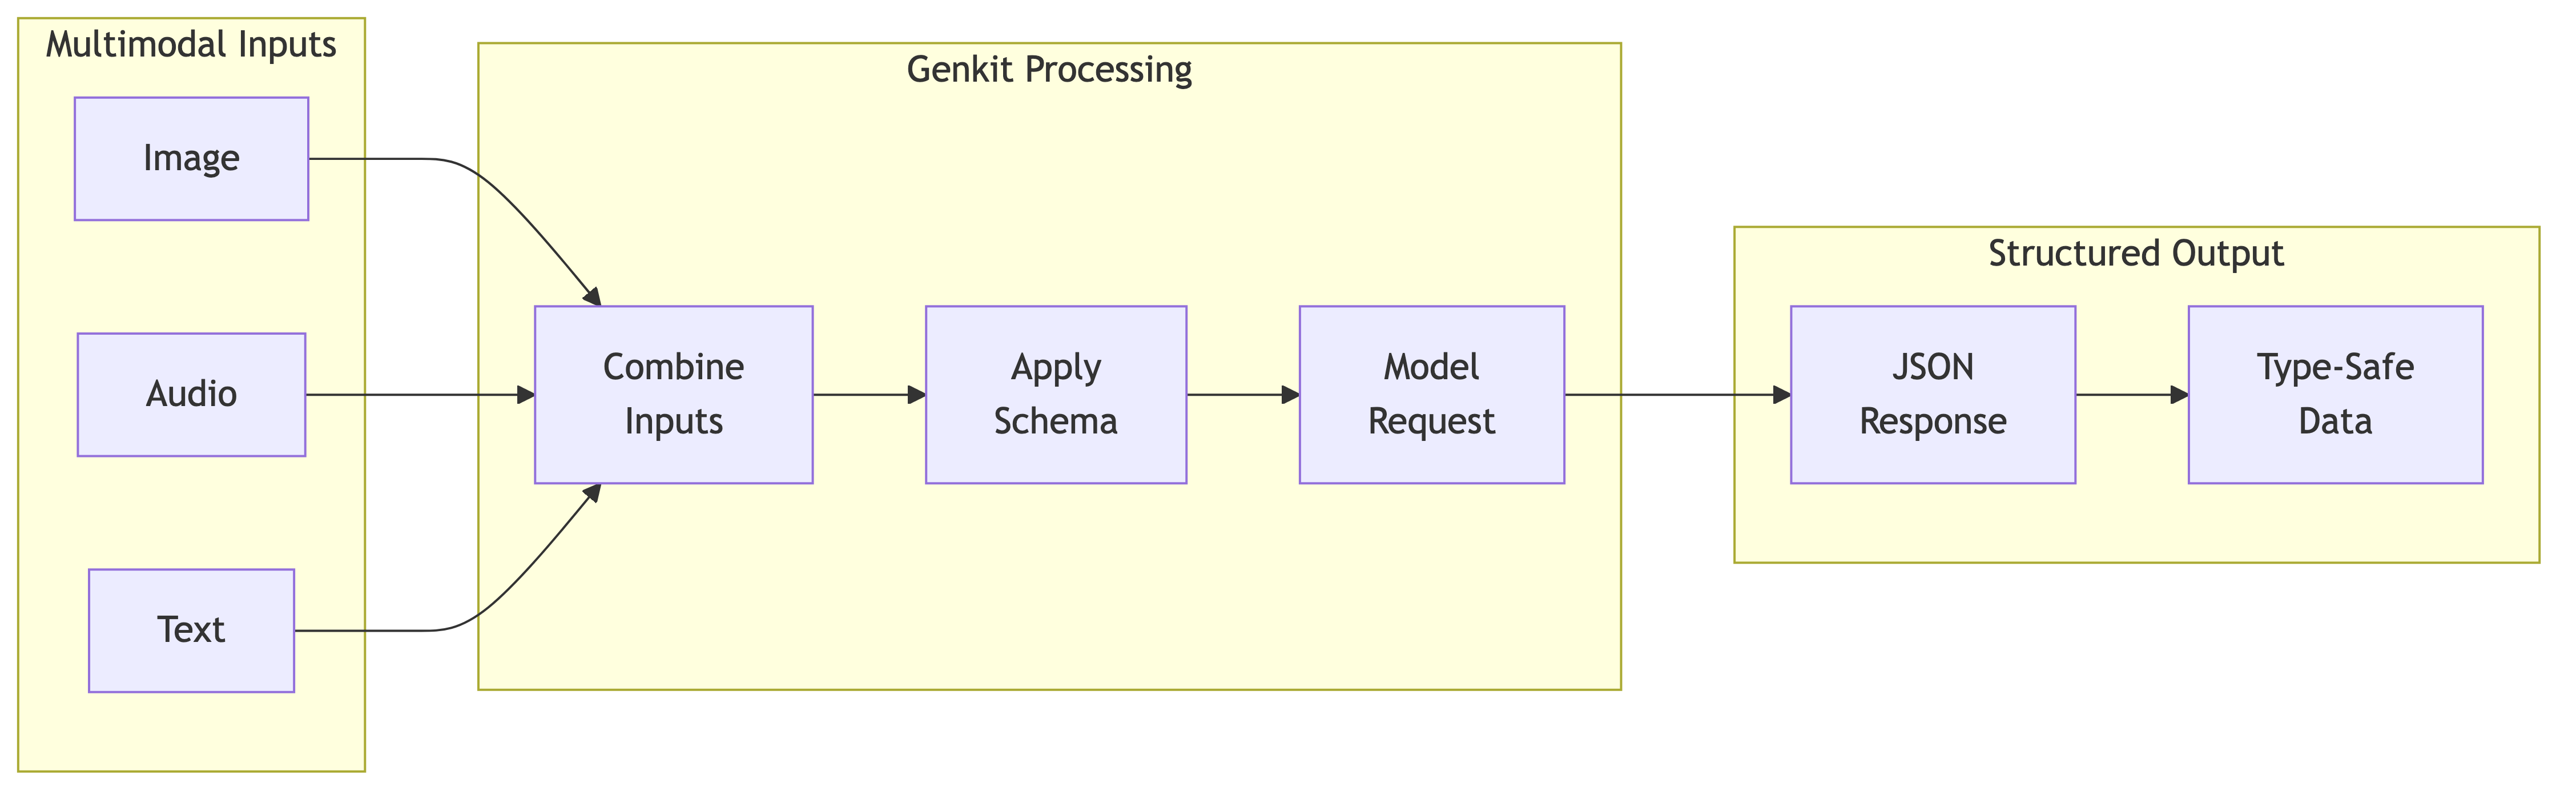 Multimodal Inputs
Image
Audio
Text
Genkit Processing
Combine
Inputs
Apply
Schema
Model
Request
Structured Output
JSON
Response
Type-Safe
Data